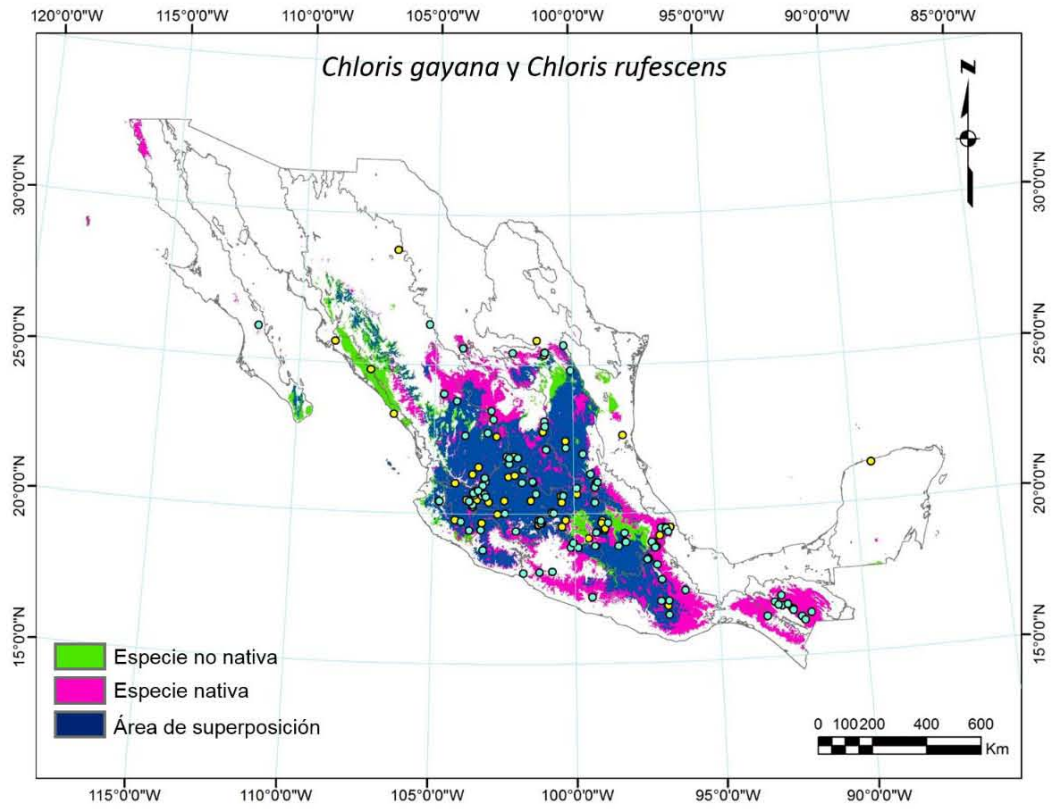 120°0'0"W 110°0'0"W 105°0'0"W 100°0'0"W 95°0'0"W 90°0'0"W 85°0'0"W
Chloris gayana y Chloris rufescens
N
30°0'0"N 30°0'0"N
25°0'0"N 25°0'0"N
20°0'0"N 20°0'0"N
15°0'0"N 15°0'0"N
Especie no nativa
Especie nativa
Área de superposición
0 100 200 400 600
Km
115°0'0"W 110°0'0"W 105°0'0"W 100°0'0"W 95°0'0"W 90°0'0"W